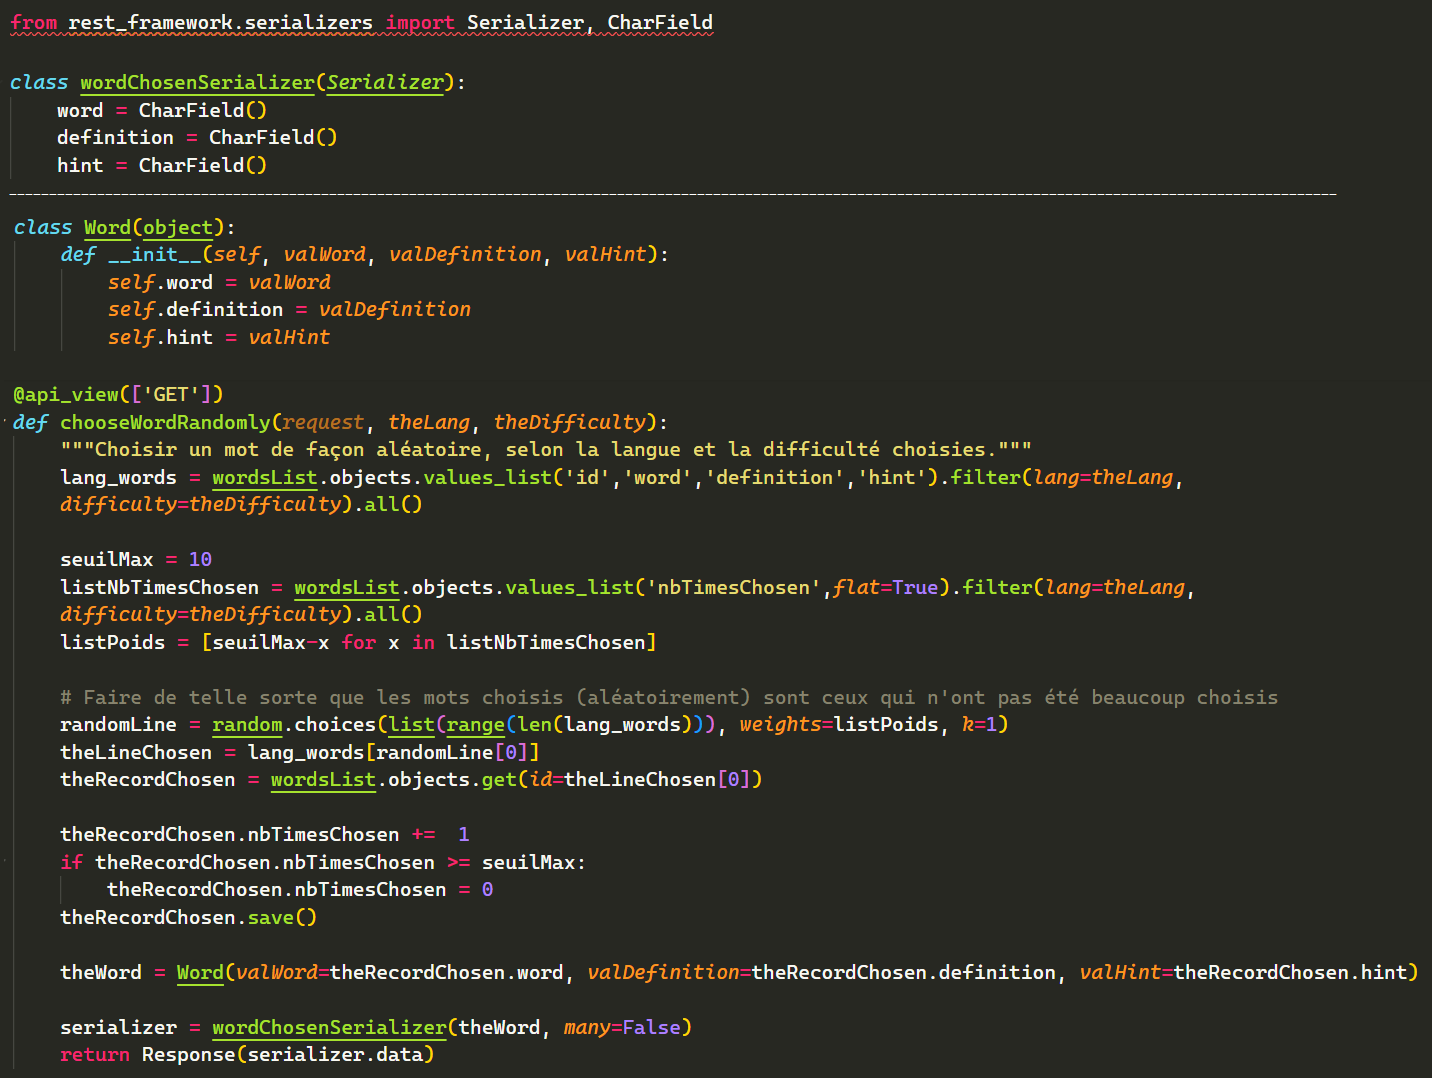 from rest_framework.serializers import Serializer, CharField
class wordChosenSerializer(Serializer):
    word = CharField()
    definition = CharField()
    hint = CharField()
class Word(object):
    def __init__(self, valWord, valDefinition, valHint):
        self.word = valWord
        self.definition = valDefinition
        self.hint = valHint
@api_view(['GET'])
def chooseWordRandomly(request, theLang, theDifficulty):
    """Choisir un mot de façon aléatoire, selon la langue et la difficulté choisies."""
    lang_words = wordsList.objects.values_list('id','word','definition','hint').filter(lang=theLang,
    difficulty=theDifficulty).all()
    seuilMax = 10
    listNbTimesChosen = wordsList.objects.values_list('nbTimesChosen',flat=True).filter(lang=theLang,
    difficulty=theDifficulty).all()
    listPoids = [seuilMax-x for x in listNbTimesChosen]
    # Faire de telle sorte que les mots choisis (aléatoirement) sont ceux qui n'ont pas été beaucoup choisis
    randomLine = random.choices(list(range(len(lang_words))), weights=listPoids, k=1)
    theLineChosen = lang_words[randomLine[0]]
    theRecordChosen = wordsList.objects.get(id=theLineChosen[0])
    theRecordChosen.nbTimesChosen +=  1
    if theRecordChosen.nbTimesChosen >= seuilMax:
        theRecordChosen.nbTimesChosen = 0
    theRecordChosen.save()
    theWord = Word(valWord=theRecordChosen.word, valDefinition=theRecordChosen.definition, valHint=theRecordChosen.hint)
    serializer = wordChosenSerializer(theWord, many=False)
    return Response(serializer.data)